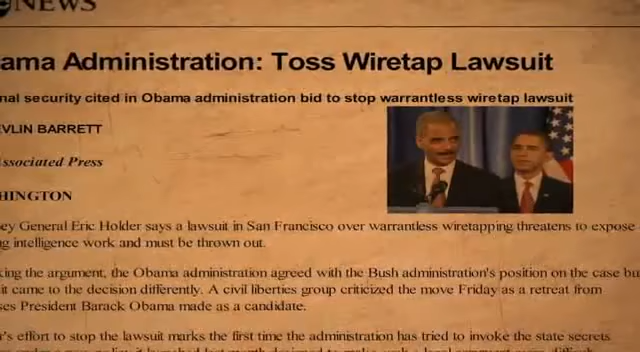 NEWS
ama Administration: Toss Wiretap Lawsuit
nal security cited in Obama administration bid to stop warrantless wiretap lawsuit
EVLIN BARRETT
Associated Press
HINGTON
ey General Eric Holder says a lawsuit in San Francisco over warrantless wiretapping threatens to expose
ng intelligence work and must be thrown out.
king the argument, the Obama administration agreed with the Bush administration's position on the case bu
it came to the decision differently. A civil liberties group criticized the move Friday as a retreat from
ses President Barack Obama made as a candidate.
r's effort to stop the lawsuit marks the first time the administration has tried to invoke the state secrets